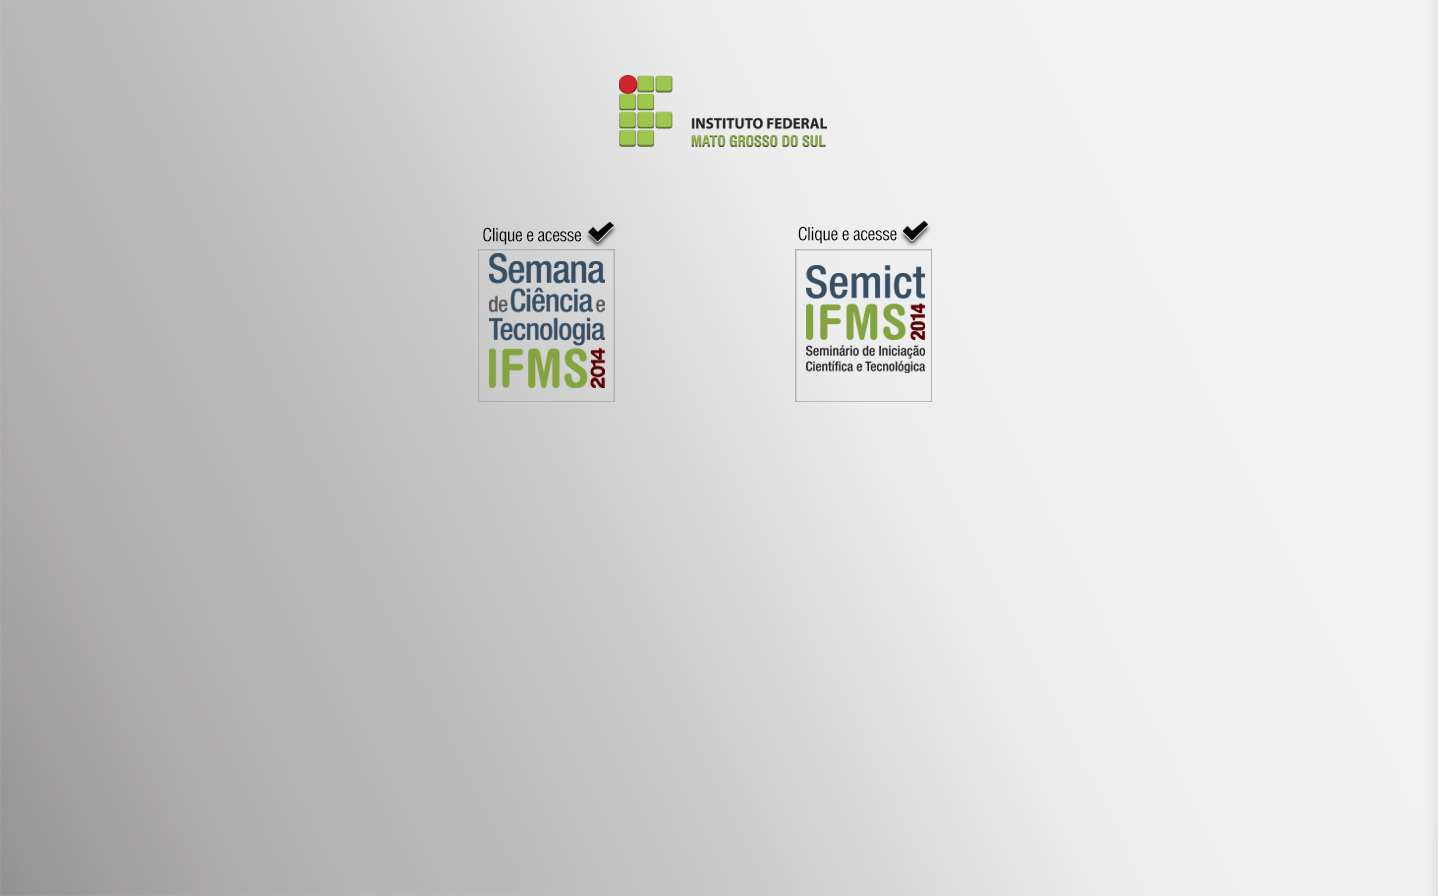 INSTITUTO FEDERAL
MATO GROSSO DO SUL
Clique e acesse
Semana
de Ciência e
Tecnologia
IFMS 2014
Clique e acesse
Semict
IFMS 2014
Seminário de Iniciação
Científica e Tecnológica